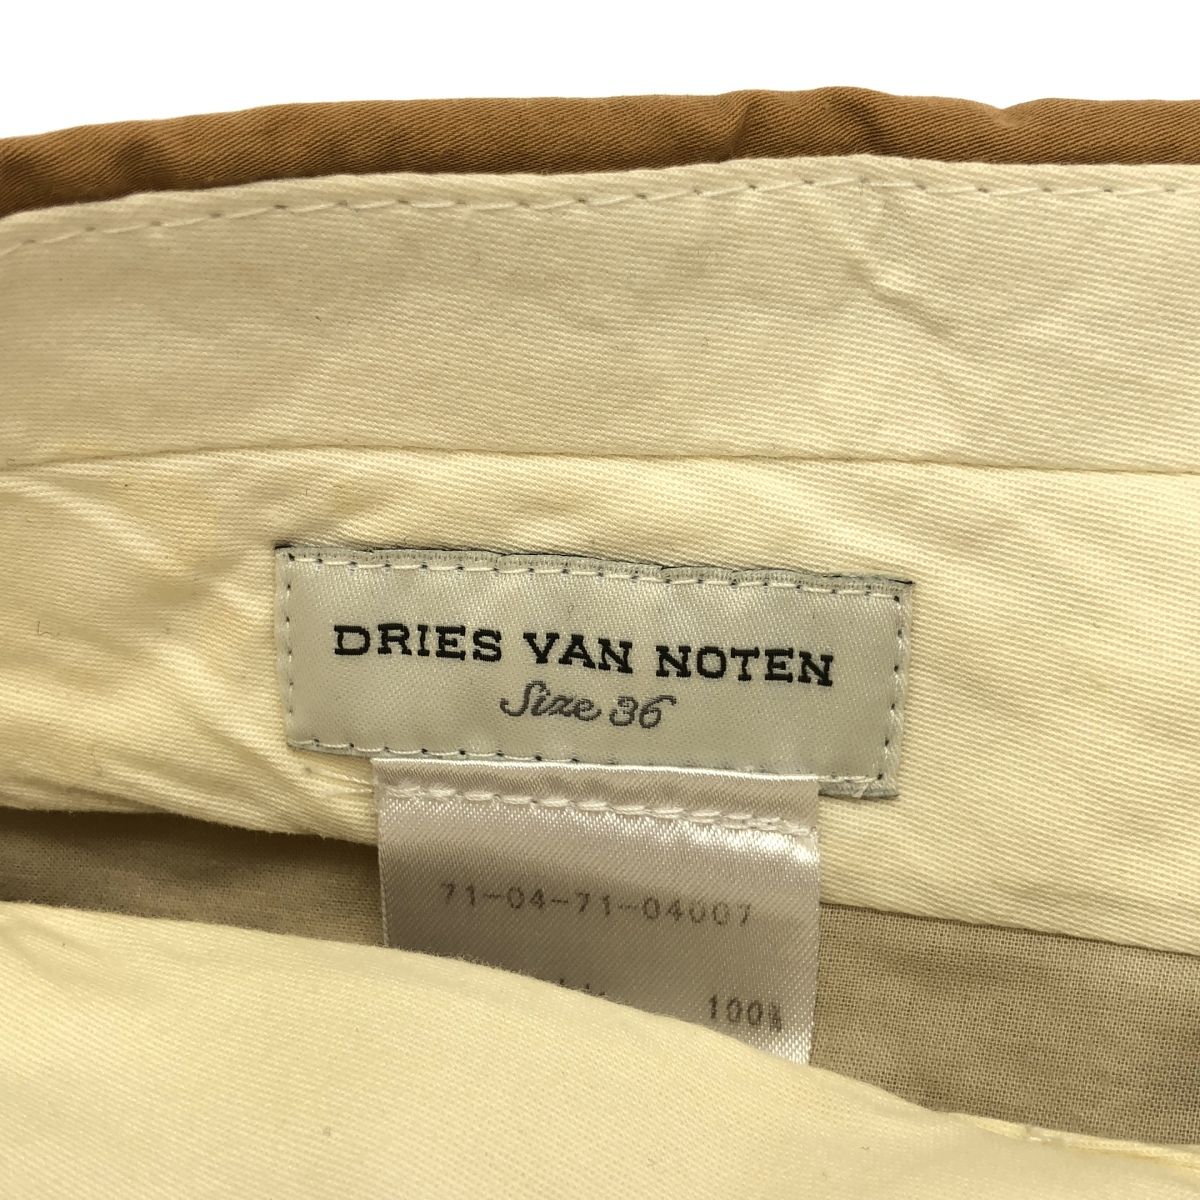 DRIES VAN NOTEN
Size 36
71-04-71-04007
100%